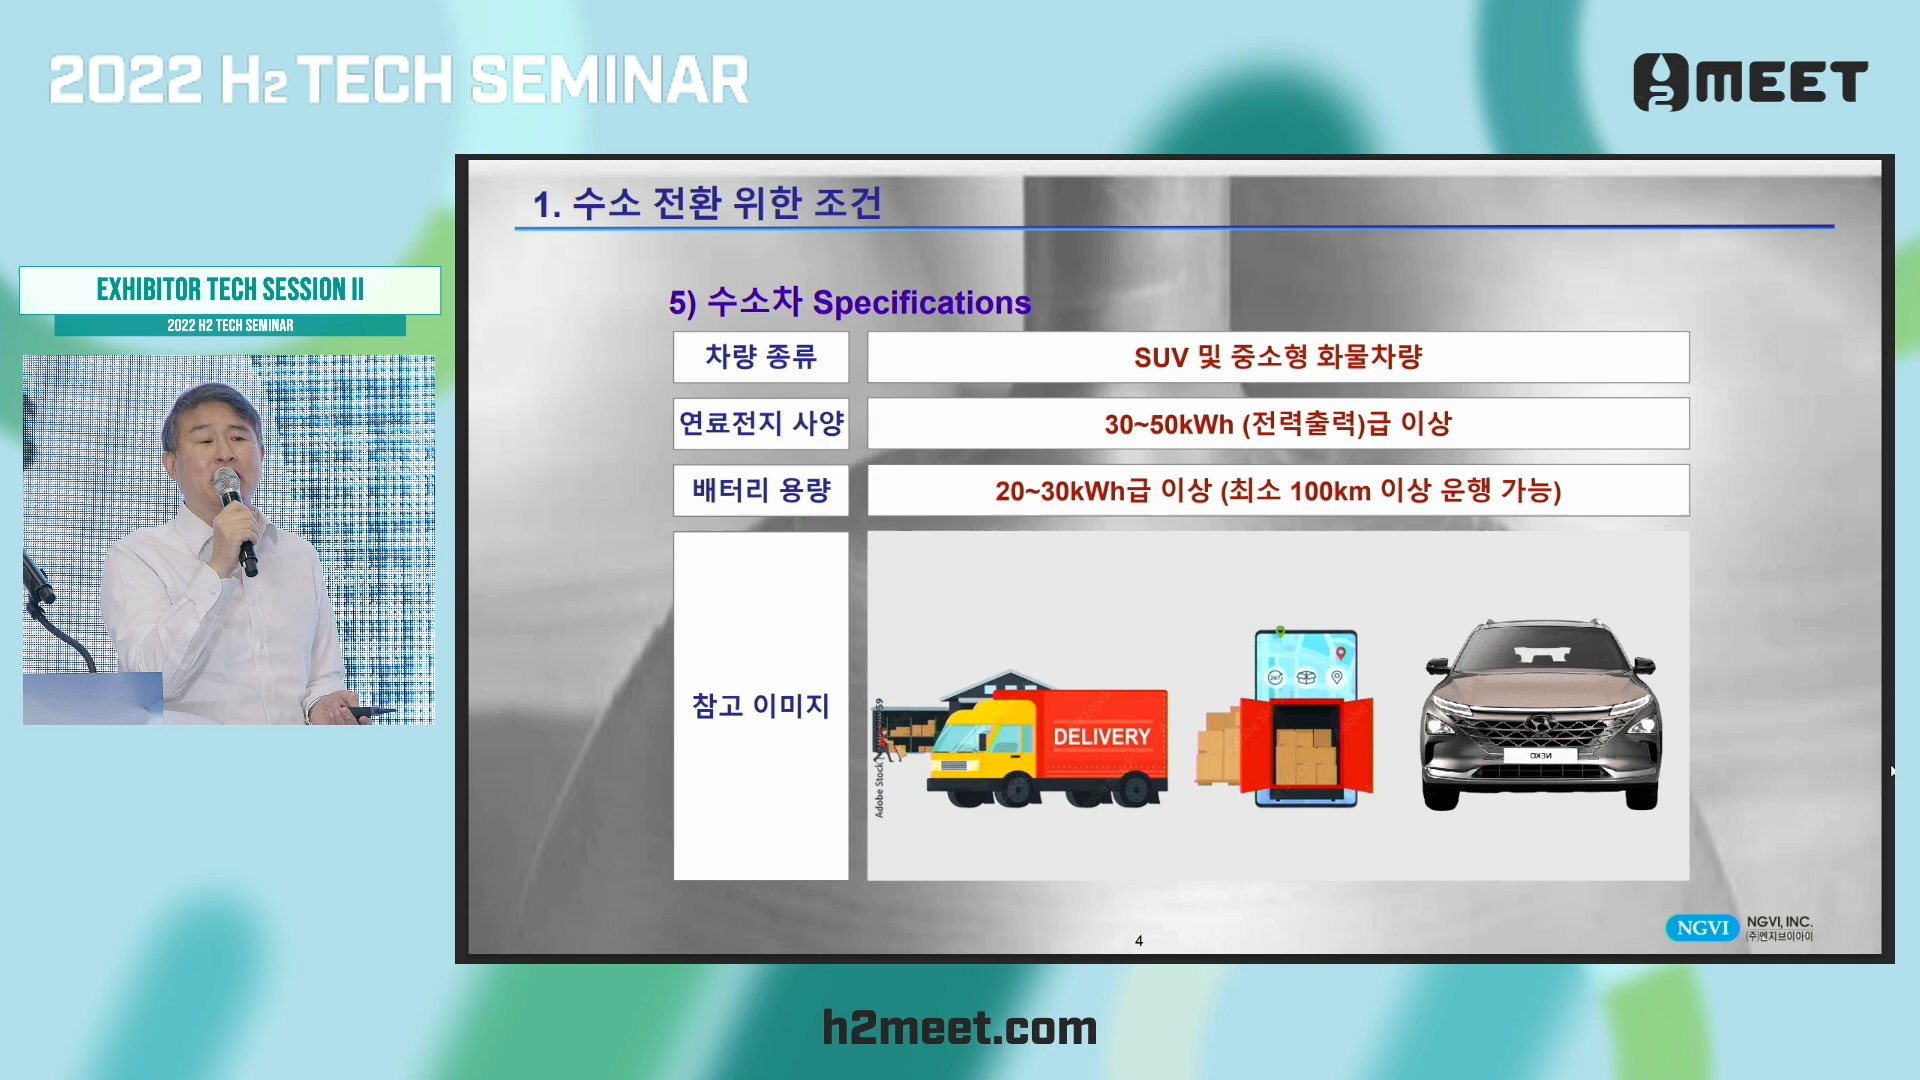 2022 H2 TECH SEMINAR
MEET
EXHIBITOR TECH SESSION II
2022 H2 TECH SEMINAR
1. 수소 전환 위한 조건
5) 수소차 Specifications
차량 종류
SUV 및 중소형 화물차량
연료전지 사양
30~50kWh (전력출력)급 이상
배터리 용량
20~30kWh급 이상 (최소 100km 이상 운행 가능)
참고 이미지
DELIVERY
NEXO
NGVI
NGVI, INC.
(주)엔지브이아이
4
h2meet.com